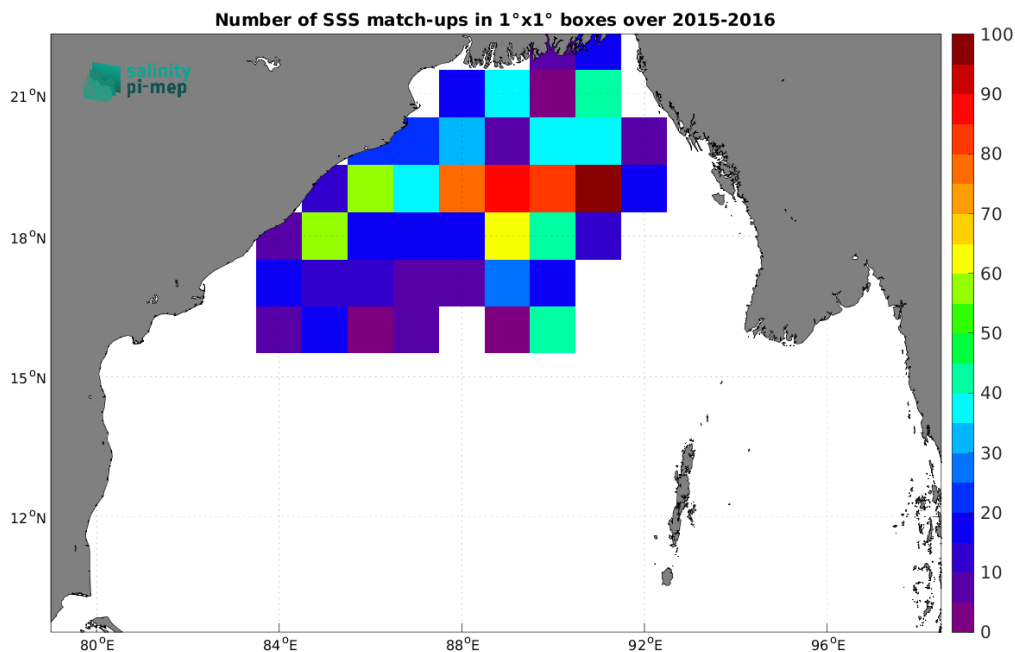 Number of SSS match-ups in 1°x1° boxes over 2015-2016
salinity
pi-mep
21°N
18°N
15°N
12°N
80°E 84°E 88°E 92°E 96°E
100
90
80
70
60
50
40
30
20
10
0